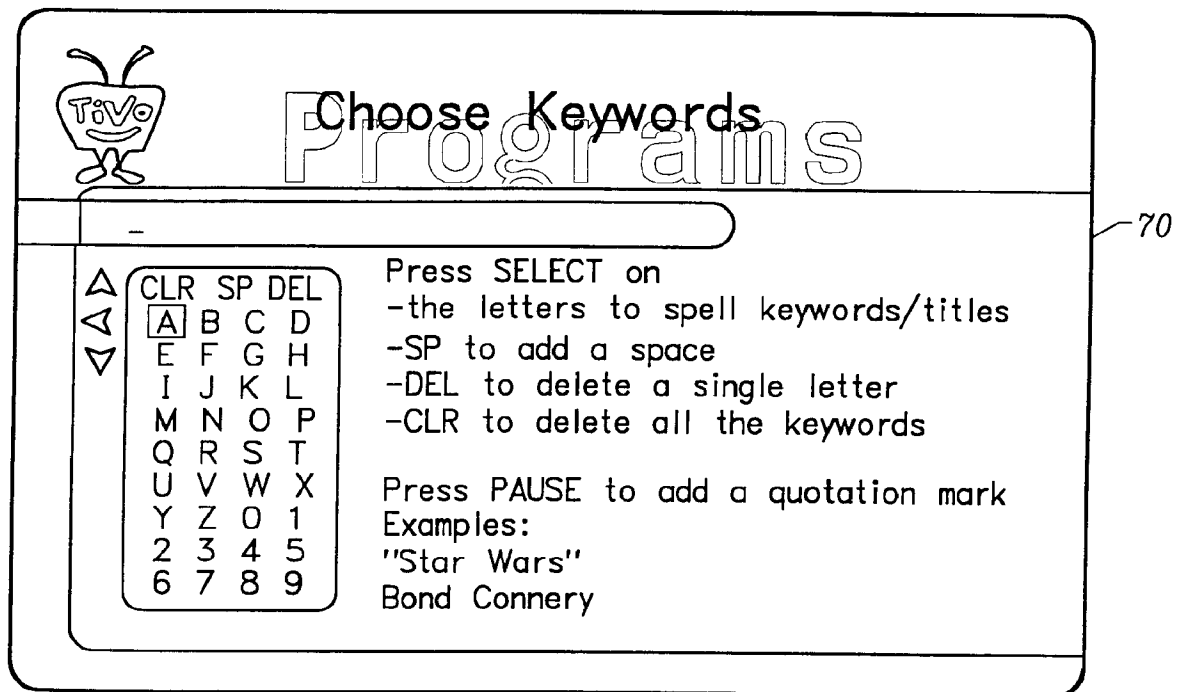 TiVo
Choose Keywords
Programs
_
70
CLR SP DEL
A B C D
E F G H
I J K L
M N O P
Q R S T
U V W X
Y Z 0 1
2 3 4 5
6 7 8 9
Press SELECT on
-the letters to spell keywords/titles
-SP to add a space
-DEL to delete a single letter
-CLR to delete all the keywords
Press PAUSE to add a quotation mark
Examples:
"Star Wars"
Bond Connery